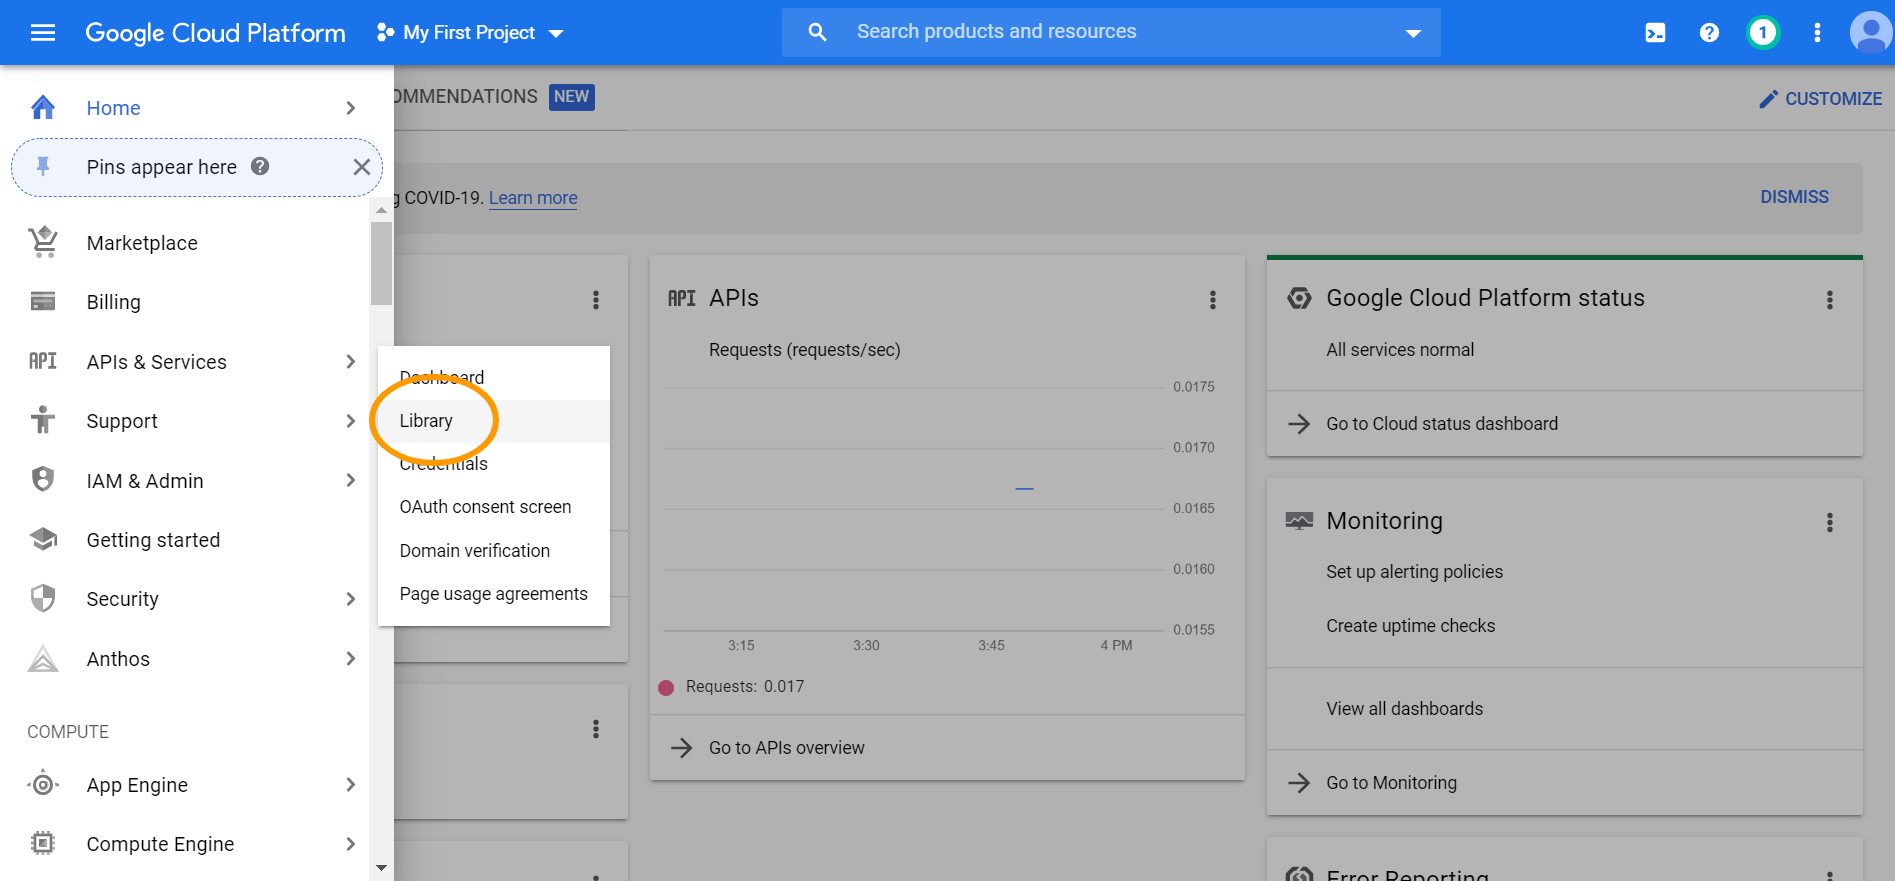 Google Cloud Platform
My First Project
Search products and resources
1
Home
Pins appear here
Marketplace
Billing
API
APIs & Services
Support
IAM & Admin
Getting started
Security
Anthos
COMPUTE
App Engine
Compute Engine
Dashboard
Library
Credentials
OAuth consent screen
Domain verification
Page usage agreements
OMMENDATIONS NEW
CUSTOMIZE
g COVID-19. Learn more
DISMISS
API APIs
Requests (requests/sec)
0.0175
0.0170
0.0165
0.0160
0.0155
3:15 3:30 3:45 4 PM
Requests: 0.017
Go to APIs overview
Google Cloud Platform status
All services normal
Go to Cloud status dashboard
Monitoring
Set up alerting policies
Create uptime checks
View all dashboards
Go to Monitoring
Error Reporting